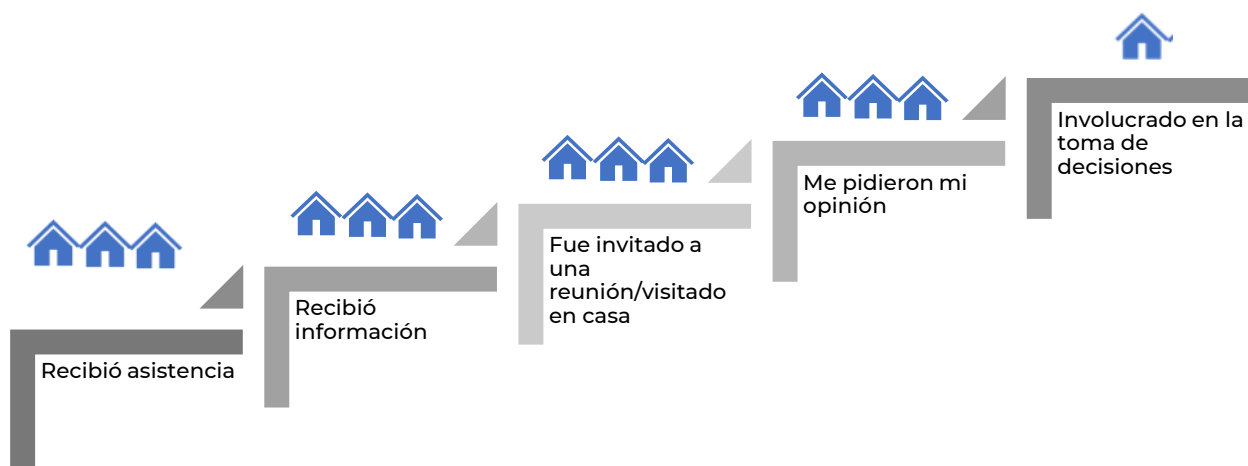 Recibió asistencia
Recibió
información
Fue invitado a
una
reunión/visitado
en casa
Me pidieron mi
opinión
Involucrado en la
toma de
decisiones